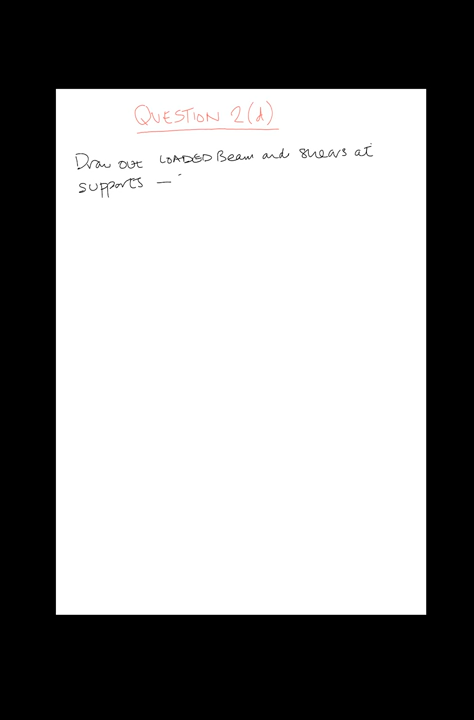 QUESTION 2(d)
Draw out LOADED Beam and shears at
supports —